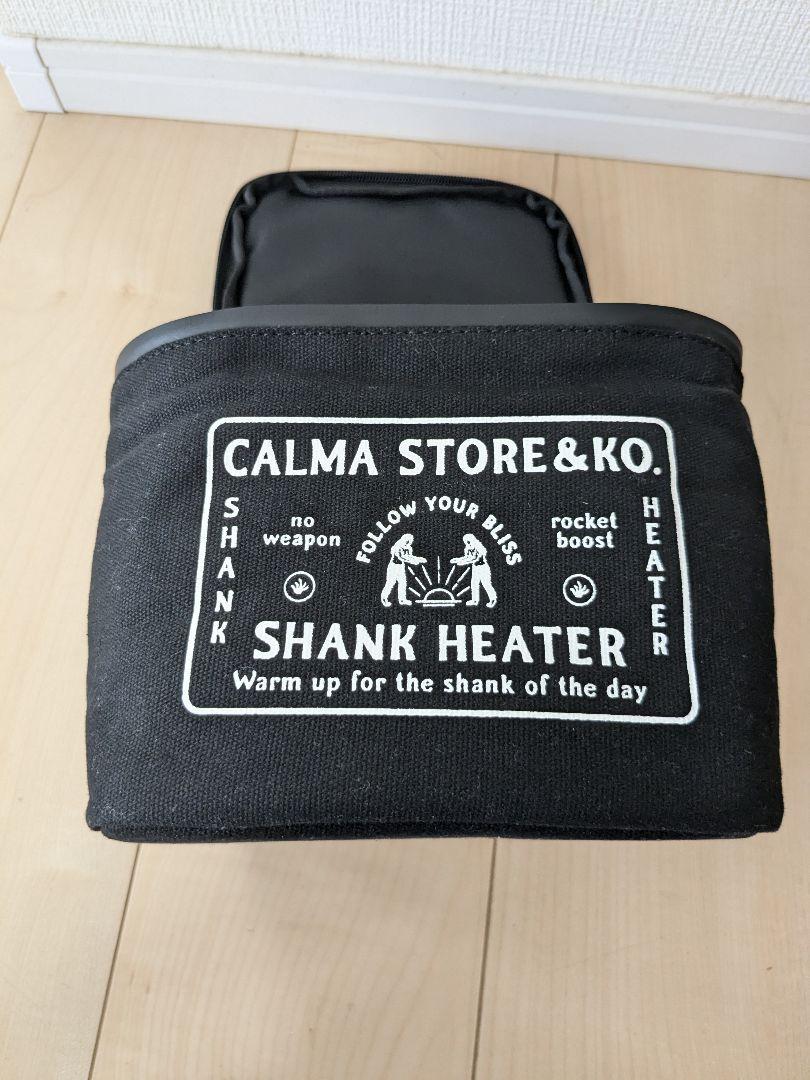 CALMA STORE&KO.
SHANK
no
weapon
FOLLOW YOUR BLISS
rocket
boost
HEATER
SHANK HEATER
Warm up for the shank of the day